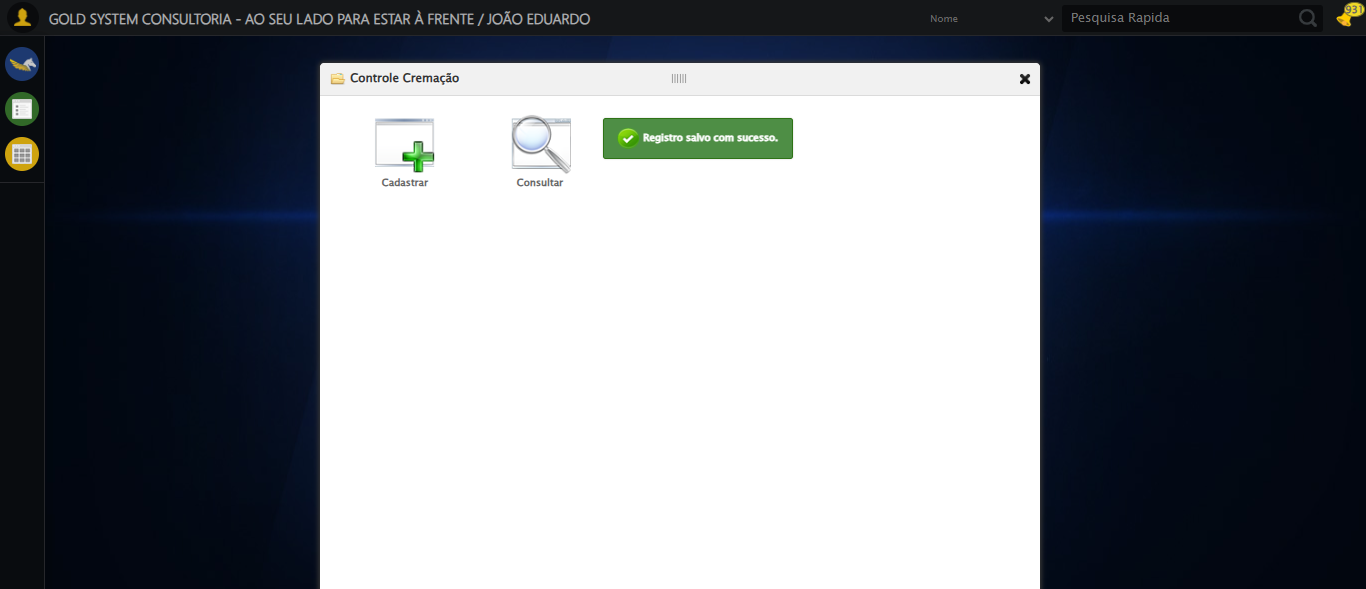 GOLD SYSTEM CONSULTORIA - AO SEU LADO PARA ESTAR À FRENTE / JOÃO EDUARDO
Nome
Pesquisa Rapida
931
Controle Cremação
Registro salvo com sucesso.
Cadastrar
Consultar